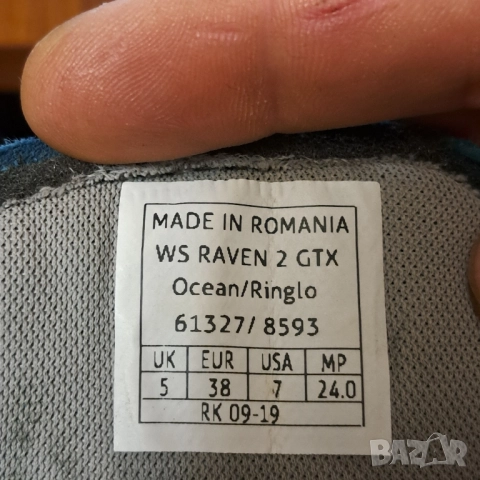 MADE IN ROMANIA
WS RAVEN 2 GTX
Ocean/Ringlo
61327/ 8593
UK EUR USA MP
5 38 7 24.0
RK 09-19
BAZAR